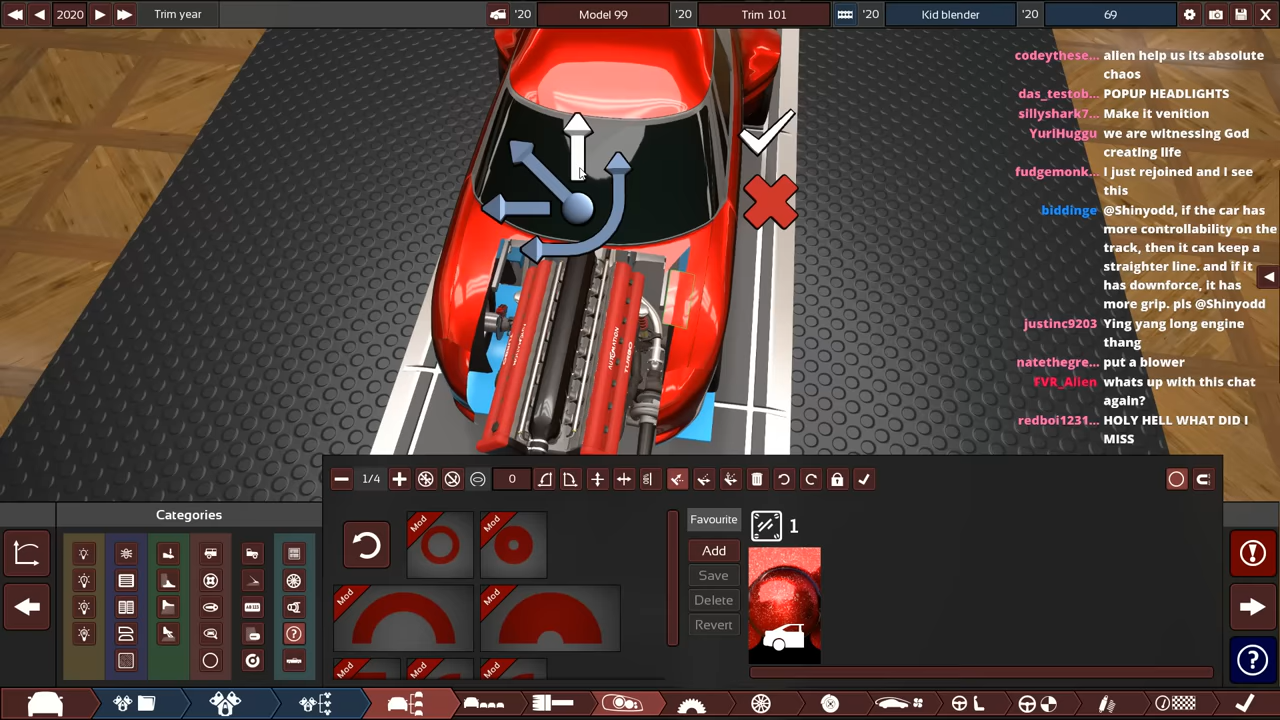 2020
Trim year
'20
Model 99
'20
Trim 101
'20
Kid blender
'20
69
codeythese... allen help us its absolute
chaos
das_testob... POPUP HEADLIGHTS
sillyshark7... Make it venition
YuriHuggu we are witnessing God
creating life
fudgemonk... I just rejoined and I see
this
biddinge @Shinyodd, if the car has
more controllability on the
track, then it can keep a
straighter line. and if it
has downforce, it has
more grip. pls @Shinyodd
justinc9203 Ying yang long engine
thang
natethegre... put a blower
FVR_Alien whats up with this chat
again?
redboi1231... HOLY HELL WHAT DID I
MISS
AUTOMATION
TURBO
1/4
0
Categories
Mod
Mod
Mod
Mod
Favourite
Add
Save
Delete
Revert
1
AB 123